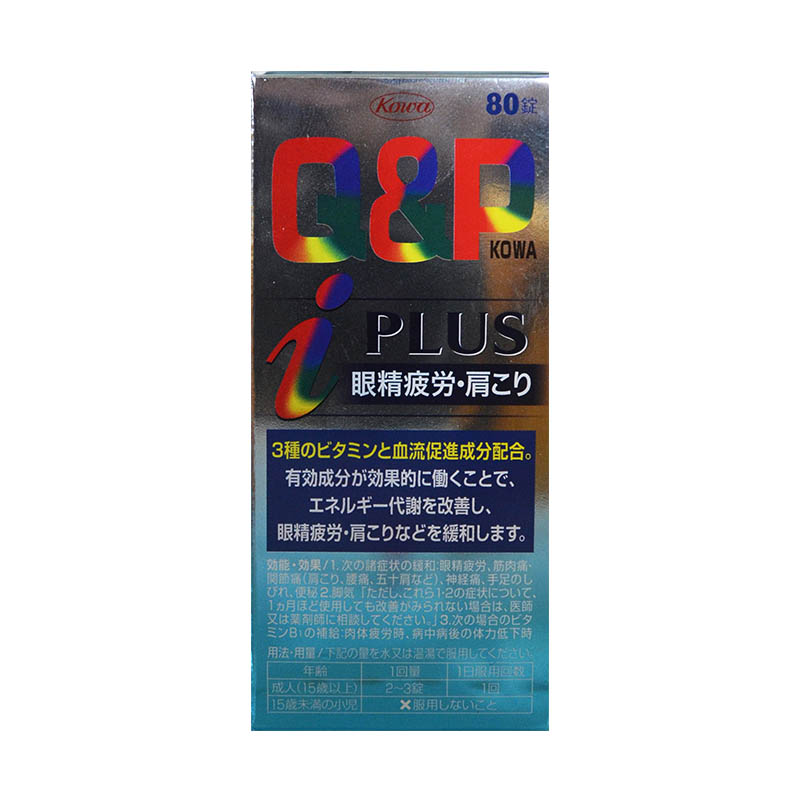 Kowa
80錠
Q&P
KOWA
i PLUS
眼精疲労・肩こり
3種のビタミンと血流促進成分配合。
有効成分が効果的に働くことで、
エネルギー代謝を改善し、
眼精疲労・肩こりなどを緩和します。
効能・効果/1.次の諸症状の緩和:眼精疲労、筋肉痛・
関節痛(肩こり、腰痛、五十肩など)、神経痛、手足のし
びれ、便秘 2.脚気「ただし、これら1・2の症状について、
1ヵ月ほど使用しても改善がみられない場合は、医師
又は薬剤師に相談してください。」3.次の場合のビタ
ミンB1の補給:肉体疲労時、病中病後の体力低下時
用法・用量/下記の量を水又は温湯で服用してください。
年齢 1回量 1日服用回数
成人(15歳以上) 2〜3錠 1回
15歳未満の小児 ×服用しないこと